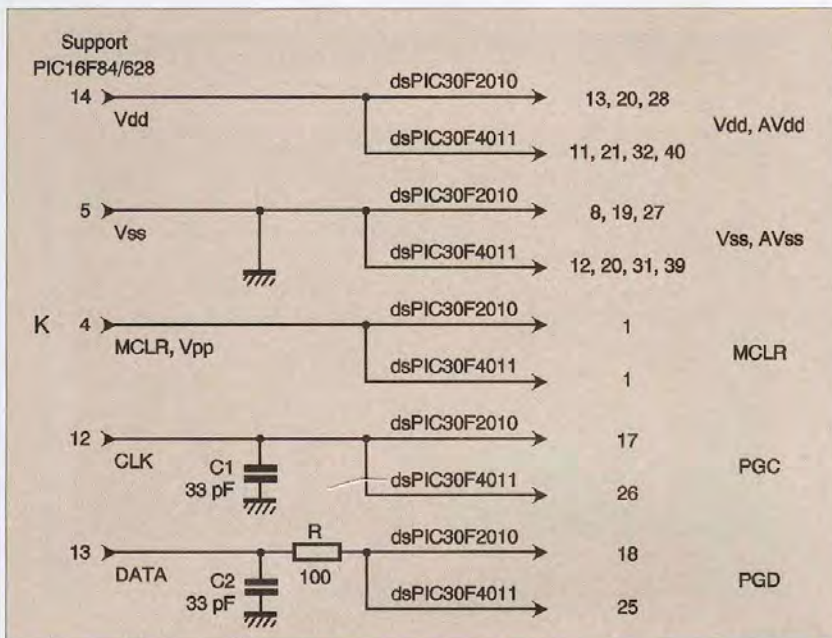 Support
PIC16F84/628
14 Vdd dsPIC30F2010 13, 20, 28
dsPIC30F4011 11, 21, 32, 40
Vdd, AVdd
5 Vss dsPIC30F2010 8, 19, 27
dsPIC30F4011 12, 20, 31, 39
Vss, AVss
K 4 MCLR, Vpp dsPIC30F2010 1
dsPIC30F4011 1
MCLR
12 CLK C1 33 pF dsPIC30F2010 17
dsPIC30F4011 26
PGC
13 DATA C2 33 pF R 100 dsPIC30F2010 18
dsPIC30F4011 25
PGD